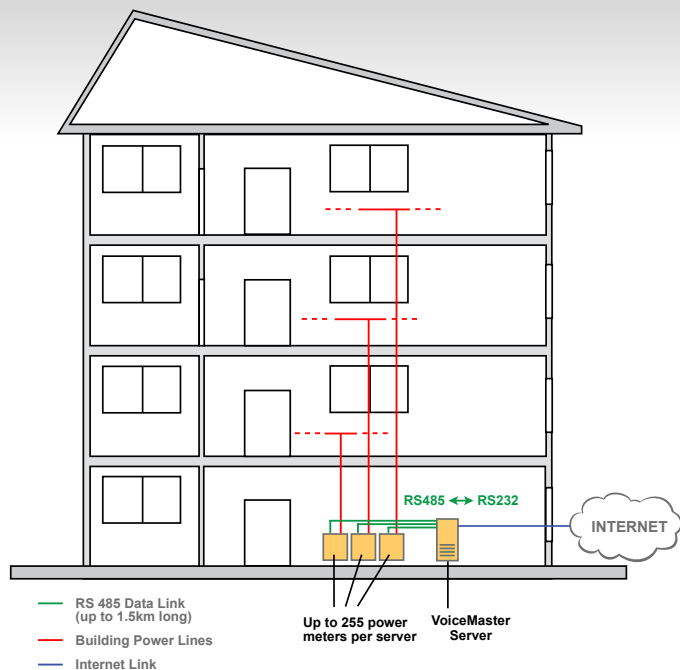 RS485 ↔ RS232
INTERNET
RS 485 Data Link
(up to 1.5km long)
Building Power Lines
Internet Link
Up to 255 power
meters per server
VoiceMaster
Server